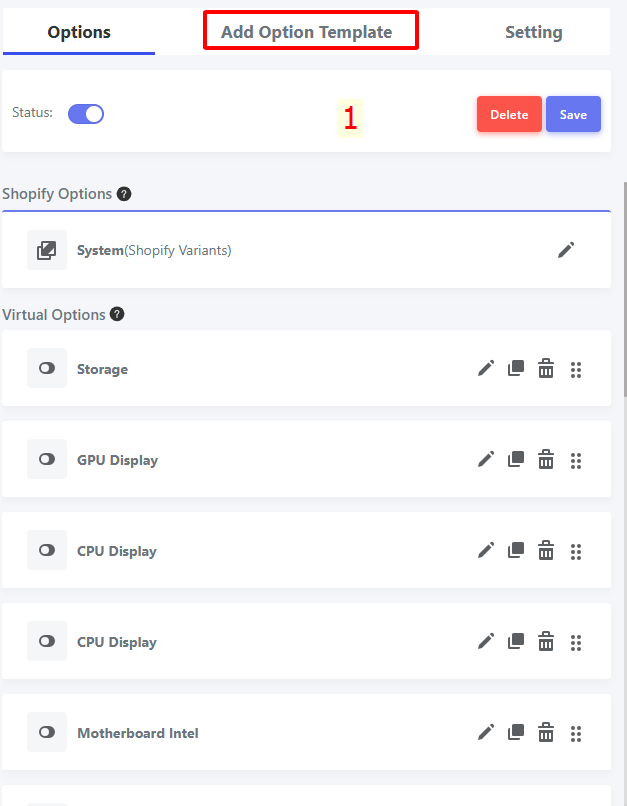 Options Add Option Template Setting
Status: 1 Delete Save
Shopify Options ?
System(Shopify Variants)
Virtual Options ?
Storage
GPU Display
CPU Display
CPU Display
Motherboard Intel